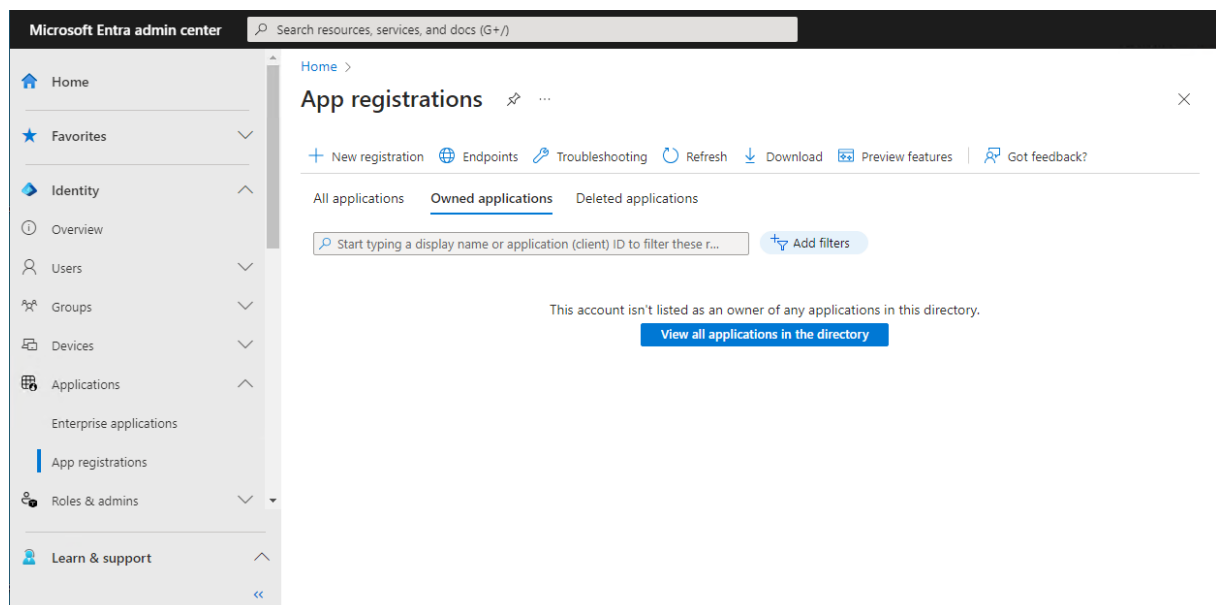 Microsoft Entra admin center
Search resources, services, and docs (G+/)
Home
Favorites
Identity
Overview
Users
Groups
Devices
Applications
Enterprise applications
App registrations
Roles & admins
Learn & support
Home >
App registrations
New registration Endpoints Troubleshooting Refresh Download Preview features Got feedback?
All applications Owned applications Deleted applications
Start typing a display name or application (client) ID to filter these r... Add filters
This account isn't listed as an owner of any applications in this directory.
View all applications in the directory